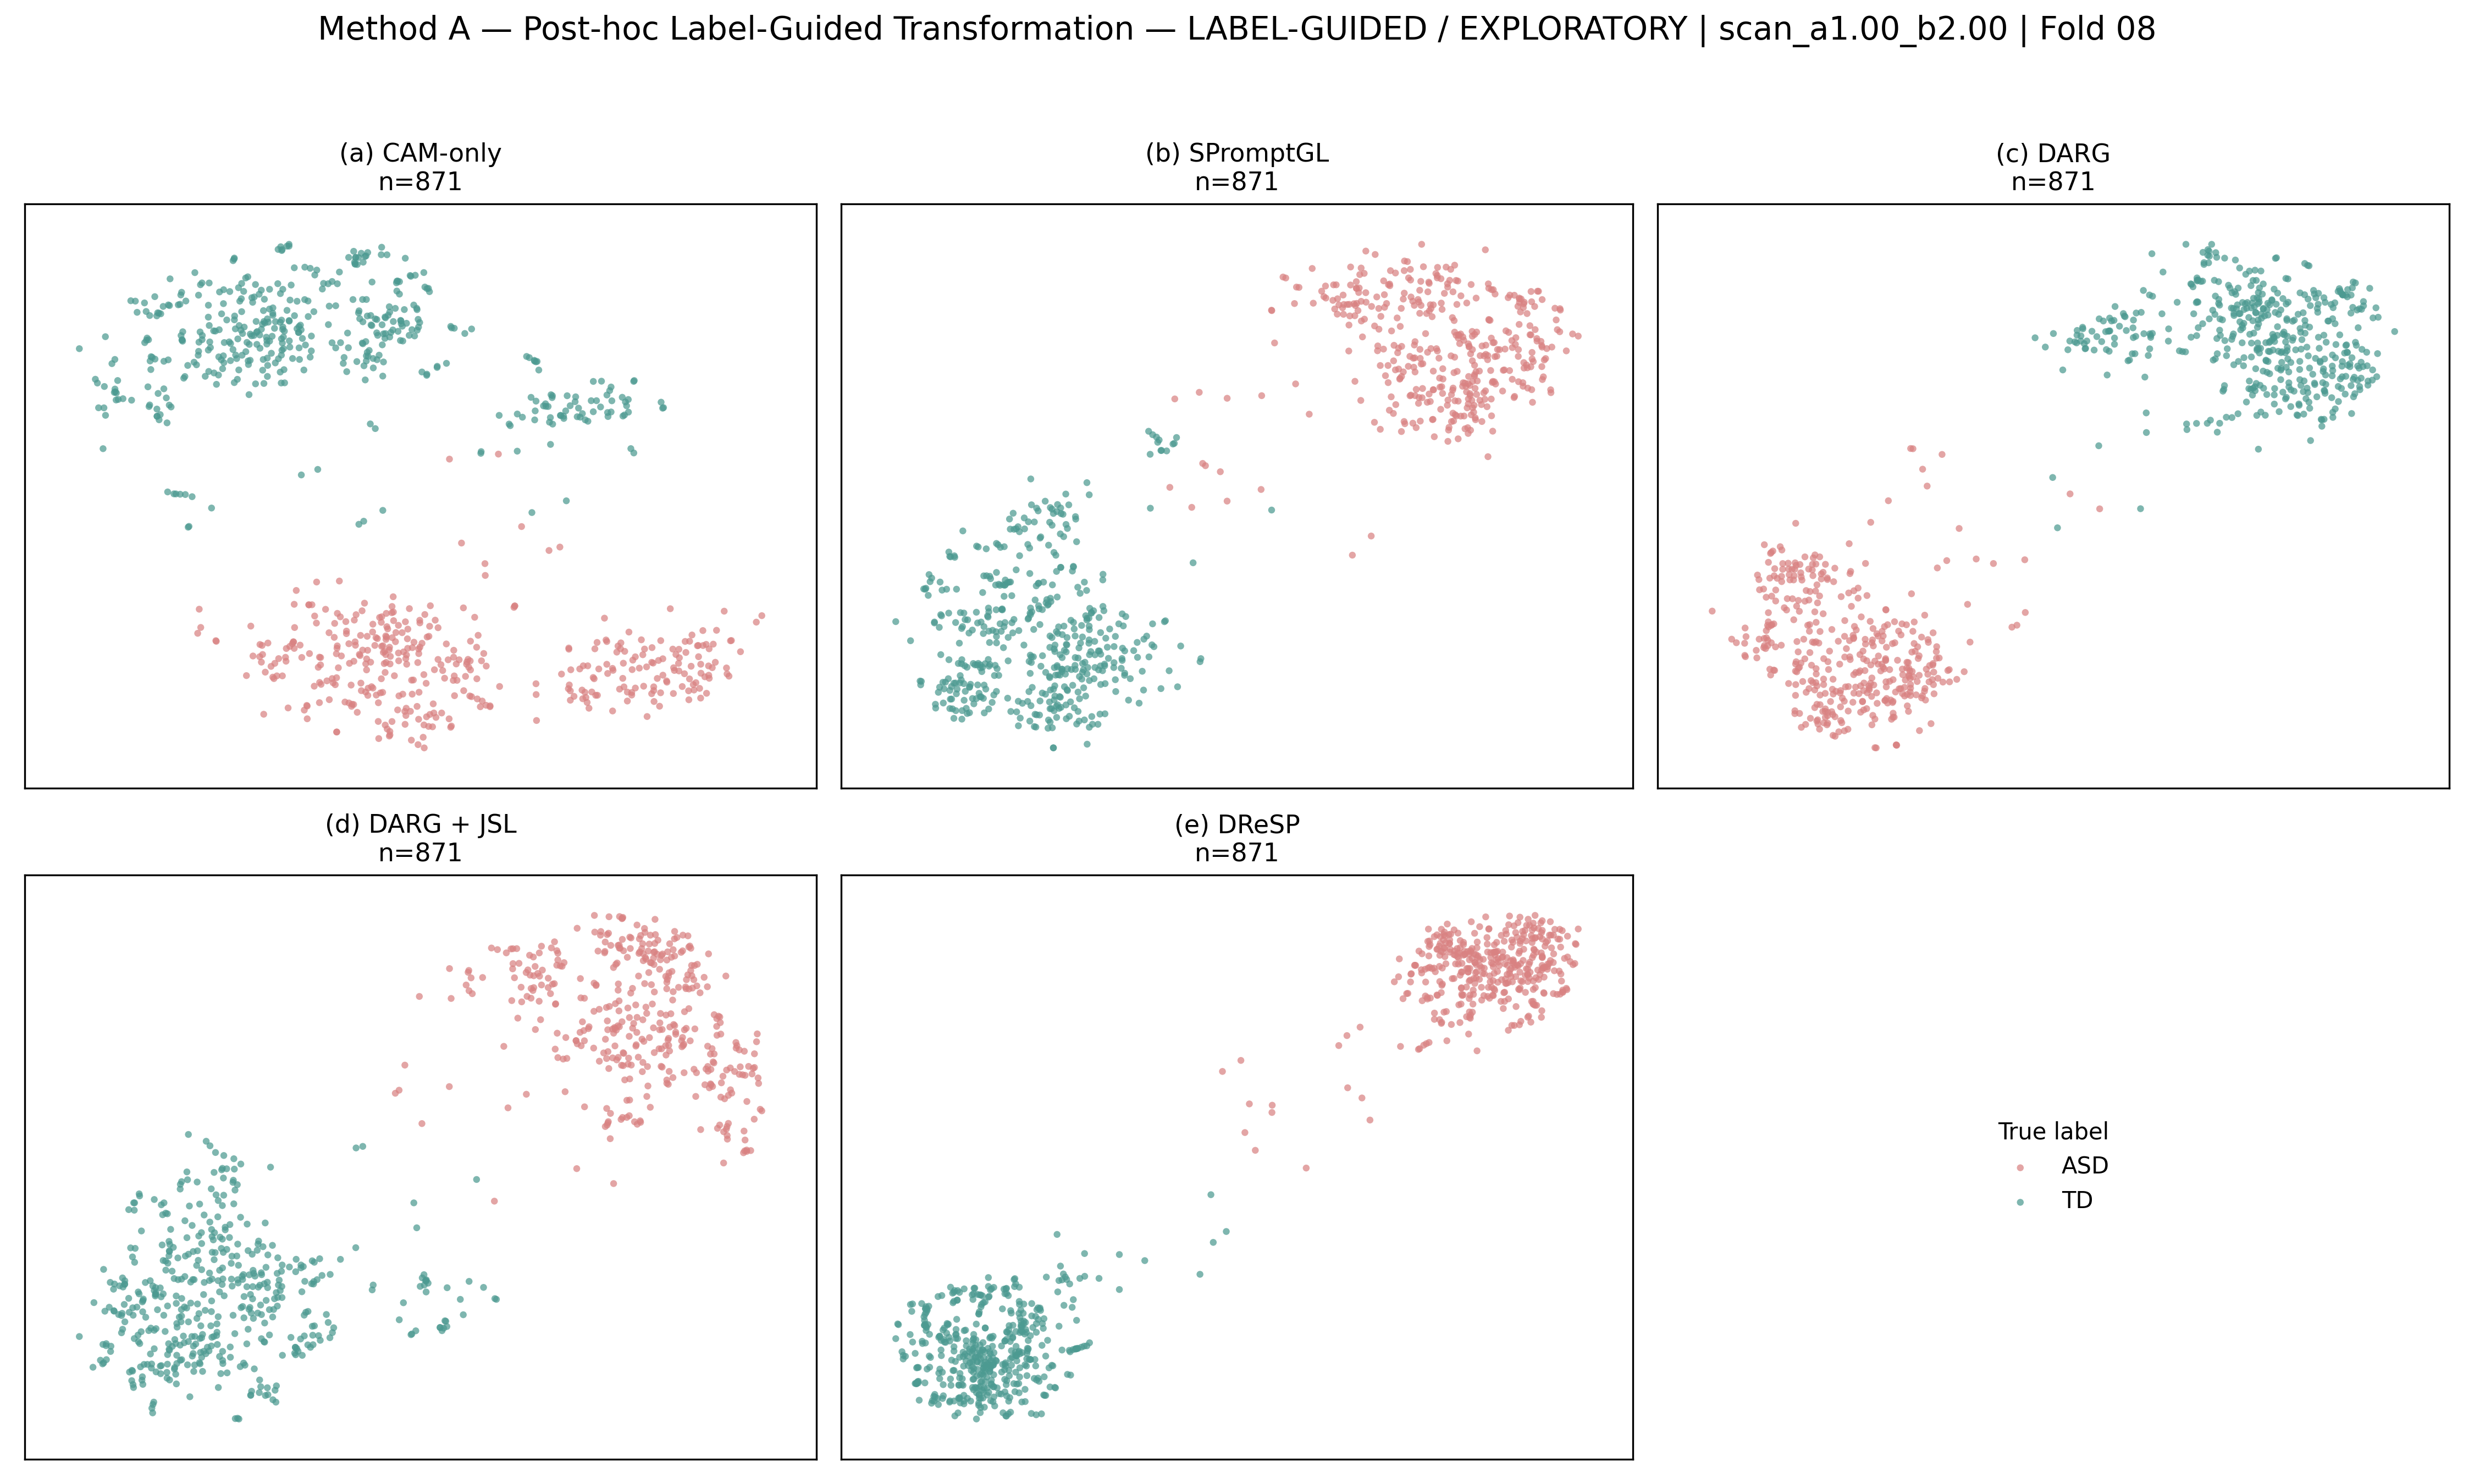 Method A — Post-hoc Label-Guided Transformation — LABEL-GUIDED / EXPLORATORY | scan_a1.00_b2.00 | Fold 08
(a) CAM-only
n=871
(b) SPromptGL
n=871
(c) DARG
n=871
(d) DARG + JSL
n=871
(e) DReSP
n=871
True label
ASD
TD